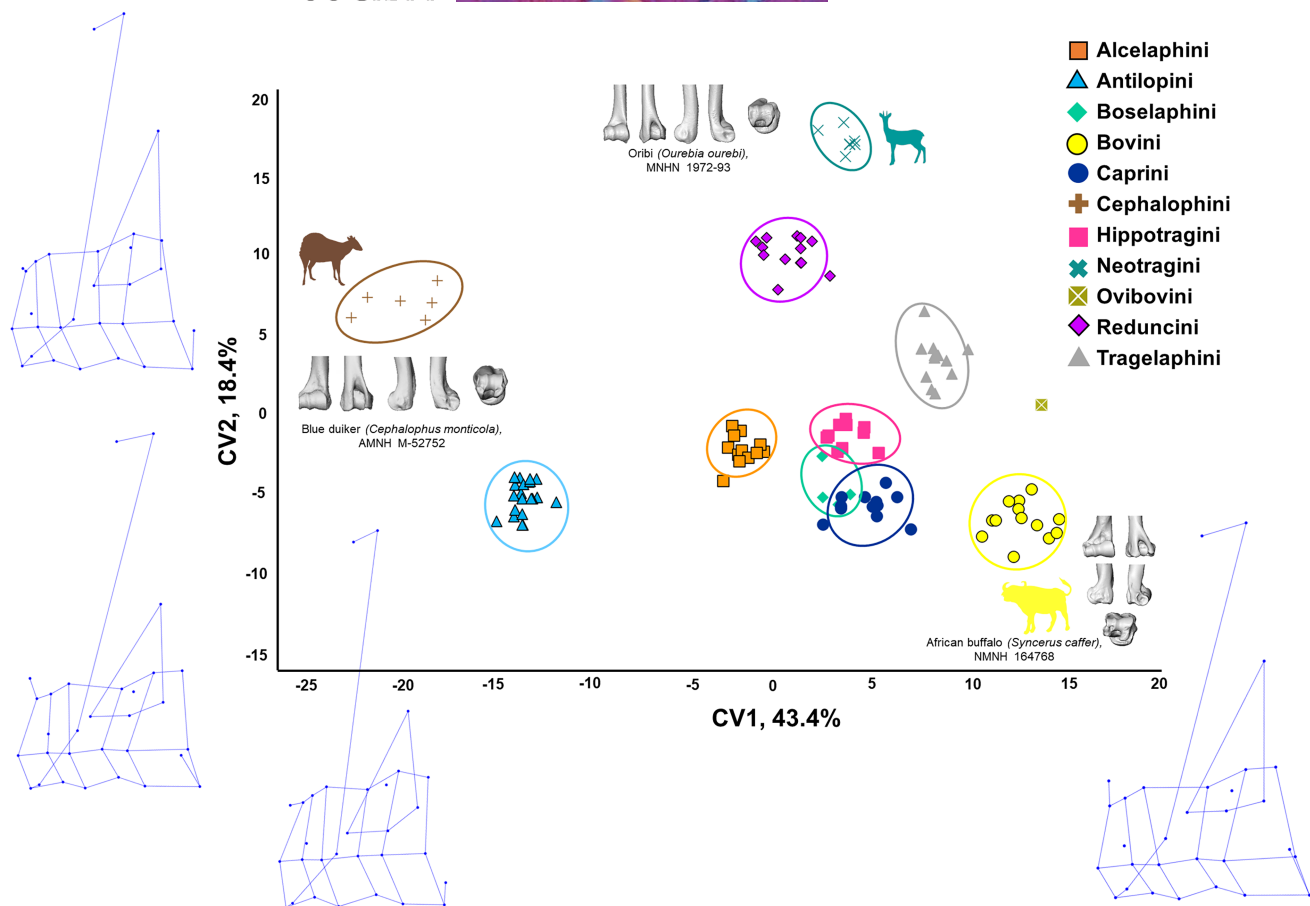 Alcelaphini
Antilopini
Boselaphini
Bovini
Caprini
Cephalophini
Hippotragini
Neotragini
Ovibovini
Reduncini
Tragelaphini
CV2, 18.4%
20
15
10
5
0
-5
-10
-15
Oribi (Ourebia ourebi),
MNHN 1972-93
Blue duiker (Cephalophus monticola),
AMNH M-52752
African buffalo (Syncerus caffer),
NMNH 164768
-25 -20 -15 -10 -5 0 5 10 15 20
CV1, 43.4%